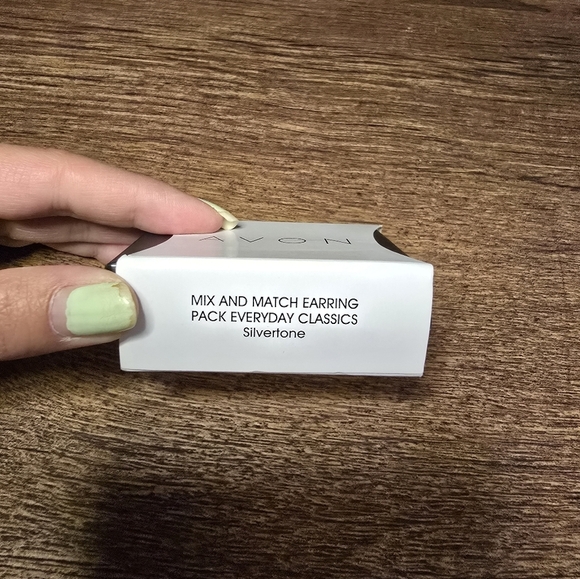 AVON
MIX AND MATCH EARRING
PACK EVERYDAY CLASSICS
Silvertone